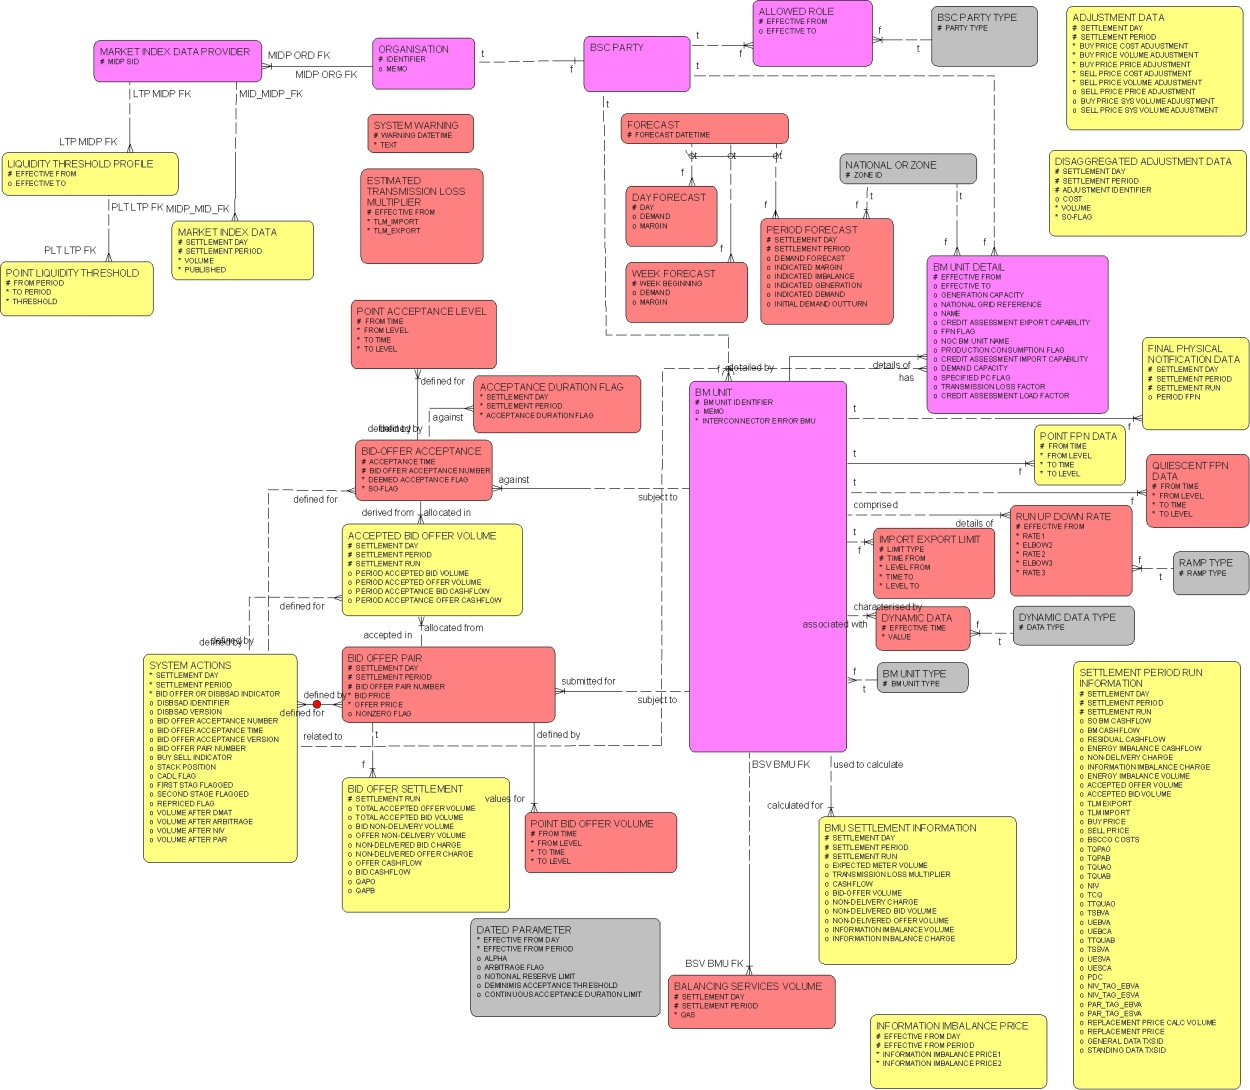 ALLOWED ROLE
# EFFECTIVE FROM
o EFFECTIVE TO
BSC PARTY TYPE
# PARTY TYPE
ADJUSTMENT DATA
# SETTLEMENT DAY
# SETTLEMENT PERIOD
* BUY PRICE COST ADJUSTMENT
* BUY PRICE VOLUME ADJUSTMENT
* BUY PRICE PRICE ADJUSTMENT
* SELL PRICE COST ADJUSTMENT
* SELL PRICE VOLUME ADJUSTMENT
o SELL PRICE PRICE ADJUSTMENT
o BUY PRICE SYS VOLUME ADJUSTMENT
o SELL PRICE SYS VOLUME ADJUSTMENT
MARKET INDEX DATA PROVIDER
# MIDP SID
MIDP ORD FK
MIDP ORG FK
ORGANISATION
# IDENTIFIER
o MEMO
t
f
BSC PARTY
t
f
f
t
t
t
LTP MIDP FK
MID_MIDP_FK
LTP MIDP FK
LIQUIDITY THRESHOLD PROFILE
# EFFECTIVE FROM
o EFFECTIVE TO
PLT LTP FK
MIDP_MID_FK
PLT LTP FK
MARKET INDEX DATA
# SETTLEMENT DAY
# SETTLEMENT PERIOD
* VOLUME
* PUBLISHED
POINT LIQUIDITY THRESHOLD
# FROM PERIOD
* TO PERIOD
* THRESHOLD
SYSTEM WARNING
# WARNING DATETIME
* TEXT
ESTIMATED
TRANSMISSION LOSS
MULTIPLIER
# EFFECTIVE FROM
* TLM_IMPORT
* TLM_EXPORT
FORECAST
# FORECAST DATETIME
f
f
f
DAY FORECAST
# DAY
o DEMAND
o MARGIN
WEEK FORECAST
# WEEK BEGINNING
o DEMAND
o MARGIN
PERIOD FORECAST
# SETTLEMENT DAY
# SETTLEMENT PERIOD
o DEMAND FORECAST
o INDICATED MARGIN
o INDICATED IMBALANCE
o INDICATED GENERATION
o INDICATED DEMAND
o INITIAL DEMAND OUTTURN
NATIONAL OR ZONE
# ZONE ID
t
t
f
f
f
DISAGGREGATED ADJUSTMENT DATA
# SETTLEMENT DAY
# SETTLEMENT PERIOD
# ADJUSTMENT IDENTIFIER
o COST
* VOLUME
* SO-FLAG
BM UNIT DETAIL
# EFFECTIVE FROM
o EFFECTIVE TO
o GENERATION CAPACITY
o NATIONAL GRID REFERENCE
o NAME
o CREDIT ASSESSMENT EXPORT CAPABILITY
o FPN FLAG
o NGC BM UNIT NAME
o PRODUCTION CONSUMPTION FLAG
o CREDIT ASSESSMENT IMPORT CAPABILITY
o DEMAND CAPACITY
o SPECIFIED PC FLAG
o TRANSMISSION LOSS FACTOR
o CREDIT ASSESSMENT LOAD FACTOR
POINT ACCEPTANCE LEVEL
# FROM TIME
* FROM LEVEL
* TO TIME
* TO LEVEL
defined for
ACCEPTANCE DURATION FLAG
* SETTLEMENT DAY
* SETTLEMENT PERIOD
* ACCEPTANCE DURATION FLAG
against
f
detailed by
details of
has
BM UNIT
# BM UNIT IDENTIFIER
o MEMO
* INTERCONNECTOR ERROR BMU
FINAL PHYSICAL
NOTIFICATION DATA
# SETTLEMENT DAY
# SETTLEMENT PERIOD
# SETTLEMENT RUN
o PERIOD FPN
t
f
POINT FPN DATA
# FROM TIME
* FROM LEVEL
* TO TIME
* TO LEVEL
t
f
QUIESCENT FPN
DATA
# FROM TIME
* FROM LEVEL
* TO TIME
* TO LEVEL
t
f
BID-OFFER ACCEPTANCE
# ACCEPTANCE TIME
# BID OFFER ACCEPTANCE NUMBER
* DEEMED ACCEPTANCE FLAG
* SO-FLAG
defined for
against
subject to
comprised
details of
RUN UP DOWN RATE
# EFFECTIVE FROM
* RATE1
* ELBOW2
* RATE2
* ELBOW3
* RATE3
f
t
RAMP TYPE
# RAMP TYPE
derived from
allocated in
ACCEPTED BID OFFER VOLUME
# SETTLEMENT DAY
# SETTLEMENT PERIOD
# SETTLEMENT RUN
o PERIOD ACCEPTED BID VOLUME
o PERIOD ACCEPTED OFFER VOLUME
o PERIOD ACCEPTANCE BID CASHFLOW
o PERIOD ACCEPTANCE OFFER CASHFLOW
t
f
IMPORT EXPORT LIMIT
# LIMIT TYPE
# TIME FROM
* LEVEL FROM
* TIME TO
* LEVEL TO
defined for
allocated from
accepted in
characterised by
associated with
DYNAMIC DATA
# EFFECTIVE TIME
* VALUE
f
t
DYNAMIC DATA TYPE
# DATA TYPE
SYSTEM ACTIONS
* SETTLEMENT DAY
* SETTLEMENT PERIOD
* BID OFFER OR DISBSAD INDICATOR
o DISBSAD IDENTIFIER
o DISBSAD VERSION
o BID OFFER ACCEPTANCE NUMBER
o BID OFFER ACCEPTANCE TIME
o BID OFFER ACCEPTANCE VERSION
o BID OFFER PAIR NUMBER
o BUY SELL INDICATOR
o STACK POSITION
o CADL FLAG
o FIRST STAG FLAGGED
o SECOND STAGE FLAGGED
o REPRICED FLAG
o VOLUME AFTER DMAT
o VOLUME AFTER ARBITRAGE
o VOLUME AFTER NIV
o VOLUME AFTER PAR
defined by
defined for
related to
BID OFFER PAIR
# SETTLEMENT DAY
# SETTLEMENT PERIOD
# BID OFFER PAIR NUMBER
* BID PRICE
* OFFER PRICE
o NONZERO FLAG
submitted for
subject to
f
t
BM UNIT TYPE
# BM UNIT TYPE
t
f
defined by
values for
BID OFFER SETTLEMENT
# SETTLEMENT RUN
o TOTAL ACCEPTED OFFER VOLUME
o TOTAL ACCEPTED BID VOLUME
o BID NON-DELIVERY VOLUME
o OFFER NON-DELIVERY VOLUME
o NON-DELIVERED BID CHARGE
o NON-DELIVERED OFFER CHARGE
o OFFER CASHFLOW
o BID CASHFLOW
o QAPO
o QAPB
POINT BID OFFER VOLUME
# FROM TIME
* FROM LEVEL
* TO TIME
* TO LEVEL
BSV BMU FK
used to calculate
calculated for
BMU SETTLEMENT INFORMATION
# SETTLEMENT DAY
# SETTLEMENT PERIOD
# SETTLEMENT RUN
o EXPECTED METER VOLUME
o TRANSMISSION LOSS MULTIPLIER
o CASHFLOW
o BID-OFFER VOLUME
o NON-DELIVERY CHARGE
o NON-DELIVERED BID VOLUME
o NON-DELIVERED OFFER VOLUME
o INFORMATION IMBALANCE VOLUME
o INFORMATION INBALANCE CHARGE
SETTLEMENT PERIOD RUN
INFORMATION
# SETTLEMENT DAY
# SETTLEMENT PERIOD
# SETTLEMENT RUN
o SO BM CASHFLOW
o BM CASHFLOW
o RESIDUAL CASHFLOW
o ENERGY IMBALANCE CASHFLOW
o NON-DELIVERY CHARGE
o INFORMATION IMBALANCE CHARGE
o ENERGY IMBALANCE VOLUME
o ACCEPTED OFFER VOLUME
o ACCEPTED BID VOLUME
o TLM EXPORT
o TLM IMPORT
o BUY PRICE
o SELL PRICE
o BSCCO COSTS
o TQPAO
o TQPAB
o TQUAO
o TQUAB
o NIV
o TCQ
o TTQUAO
o TSBVA
o UEBVA
o UEBCA
o TTQUAB
o TSSVA
o UESVA
o UESCA
o PDC
o NIV_TAG_EBVA
o NIV_TAG_ESVA
o PAR_TAG_EBVA
o PAR_TAG_ESVA
o REPLACEMENT PRICE CALC VOLUME
o REPLACEMENT PRICE
o GENERAL DATA TXSID
o STANDING DATA TXSID
DATED PARAMETER
* EFFECTIVE FROM DAY
* EFFECTIVE FROM PERIOD
o ALPHA
o ARBITRAGE FLAG
o NOTIONAL RESERVE LIMIT
o DEMINIMIS ACCEPTANCE THRESHOLD
o CONTINUOUS ACCEPTANCE DURATION LIMIT
BSV BMU FK
BALANCING SERVICES VOLUME
# SETTLEMENT DAY
# SETTLEMENT PERIOD
* QAS
INFORMATION IMBALANCE PRICE
# EFFECTIVE FROM DAY
# EFFECTIVE FROM PERIOD
* INFORMATION IMBALANCE PRICE1
* INFORMATION IMBALANCE PRICE2